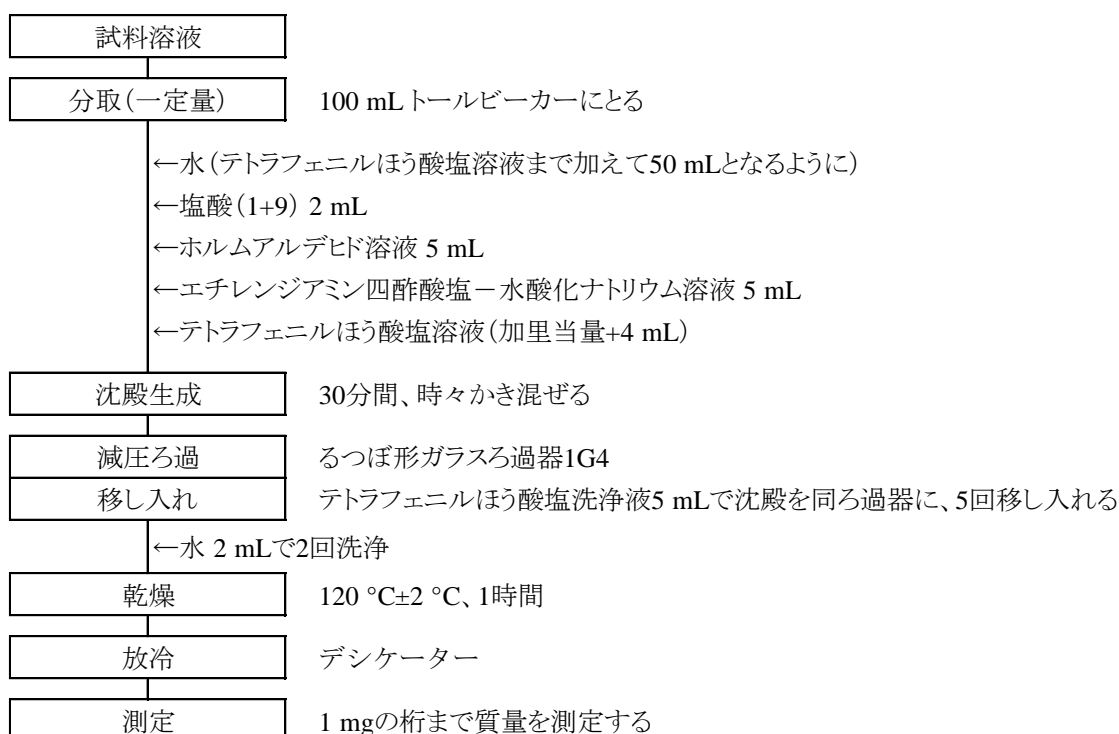 試料溶液
分取(一定量) 100 mLトールビーカーにとる
←水(テトラフェニルほう酸塩溶液まで加えて50 mLとなるように)
←塩酸(1+9) 2 mL
←ホルムアルデヒド溶液 5 mL
←エチレンジアミン四酢酸塩-水酸化ナトリウム溶液 5 mL
←テトラフェニルほう酸塩溶液(加里当量+4 mL)
沈殿生成 30分間、時々かき混ぜる
減圧ろ過 るつぼ形ガラスろ過器1G4
移し入れ テトラフェニルほう酸塩洗浄液5 mLで沈殿を同ろ過器に、5回移し入れる
←水 2 mLで2回洗浄
乾燥 120 °C±2 °C、1時間
放冷 デシケーター
測定 1 mgの桁まで質量を測定する